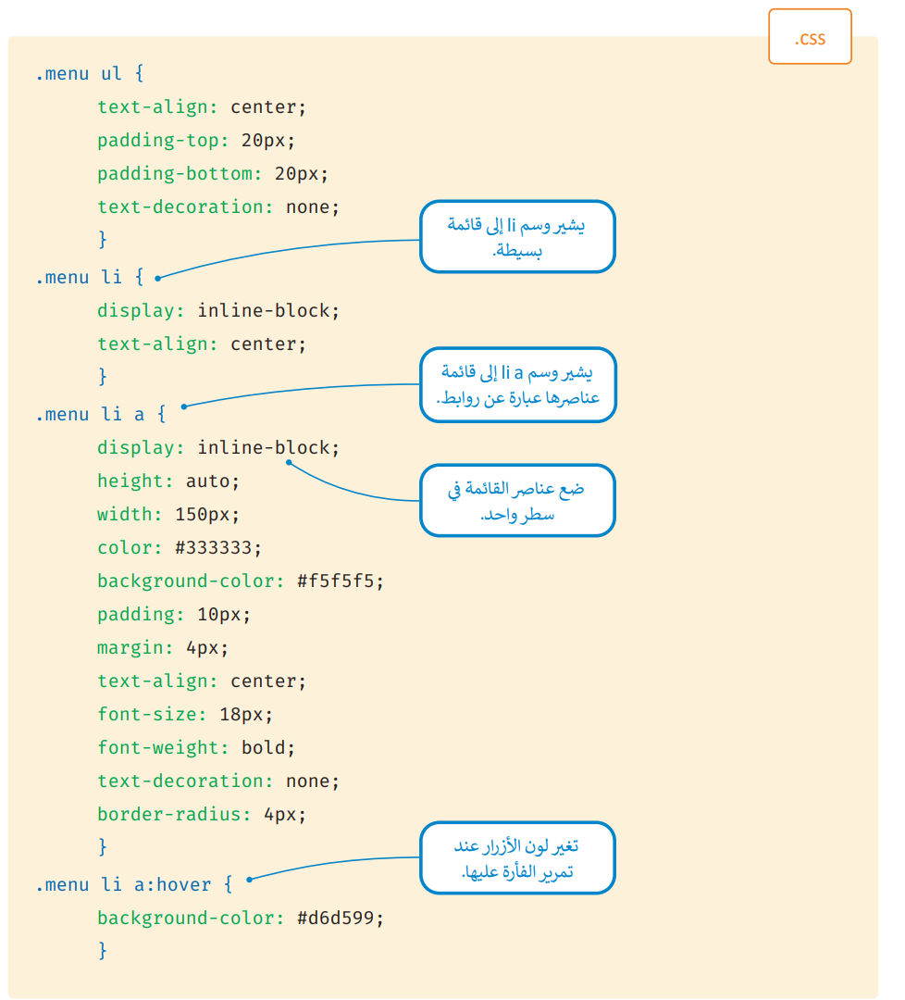 .css
.menu ul {
text-align: center;
padding-top: 20px;
padding-bottom: 20px;
text-decoration: none;
}
يشير وسم li إلى قائمة
بسيطة.
.menu li {
display: inline-block;
text-align: center;
}
يشير وسم li a إلى قائمة
عناصرها عبارة عن روابط.
.menu li a {
display: inline-block;
height: auto;
width: 150px;
color: #333333;
background-color: #f5f5f5;
padding: 10px;
margin: 4px;
text-align: center;
font-size: 18px;
font-weight: bold;
text-decoration: none;
border-radius: 4px;
}
ضع عناصر القائمة في
سطر واحد.
.menu li a:hover {
background-color: #d6d599;
}
تغير لون الأزرار عند
تمرير الفأرة عليها.